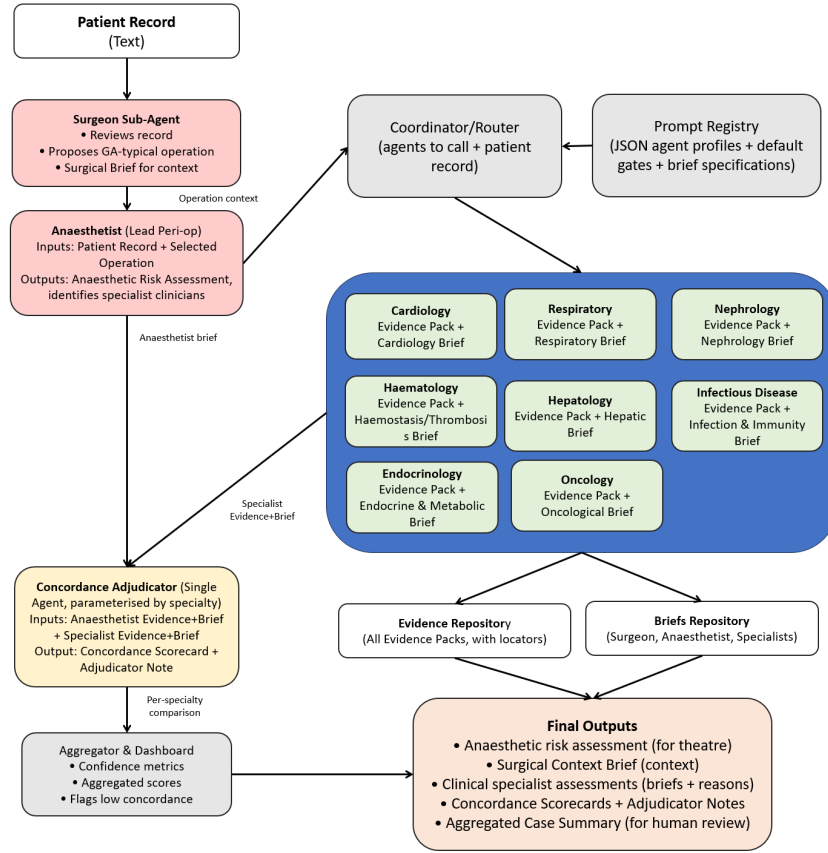 Patient Record
(Text)
Surgeon Sub-Agent
• Reviews record
• Proposes GA-typical operation
• Surgical Brief for context
Operation context
Anaesthetist (Lead Peri-op)
Inputs: Patient Record + Selected
Operation
Outputs: Anaesthetic Risk Assessment,
identifies specialist clinicians
Anaesthetist brief
Coordinator/Router
(agents to call + patient
record)
Prompt Registry
(JSON agent profiles + default
gates + brief specifications)
Cardiology
Evidence Pack +
Cardiology Brief
Respiratory
Evidence Pack +
Respiratory Brief
Nephrology
Evidence Pack +
Nephrology Brief
Haematology
Evidence Pack +
Haemostasis/Thrombosi
s Brief
Hepatology
Evidence Pack + Hepatic
Brief
Infectious Disease
Evidence Pack +
Infection & Immunity
Brief
Endocrinology
Evidence Pack +
Endocrine & Metabolic
Brief
Oncology
Evidence Pack +
Oncological Brief
Specialist
Evidence+Brief
Concordance Adjudicator (Single
Agent, parameterised by specialty)
Inputs: Anaesthetist Evidence+Brief
+ Specialist Evidence+Brief
Output: Concordance Scorecard +
Adjudicator Note
Evidence Repository
(All Evidence Packs, with locators)
Briefs Repository
(Surgeon, Anaesthetist, Specialists)
Per-specialty
comparison
Aggregator & Dashboard
• Confidence metrics
• Aggregated scores
• Flags low concordance
Final Outputs
• Anaesthetic risk assessment (for theatre)
• Surgical Context Brief (context)
• Clinical specialist assessments (briefs + reasons)
• Concordance Scorecards + Adjudicator Notes
• Aggregated Case Summary (for human review)